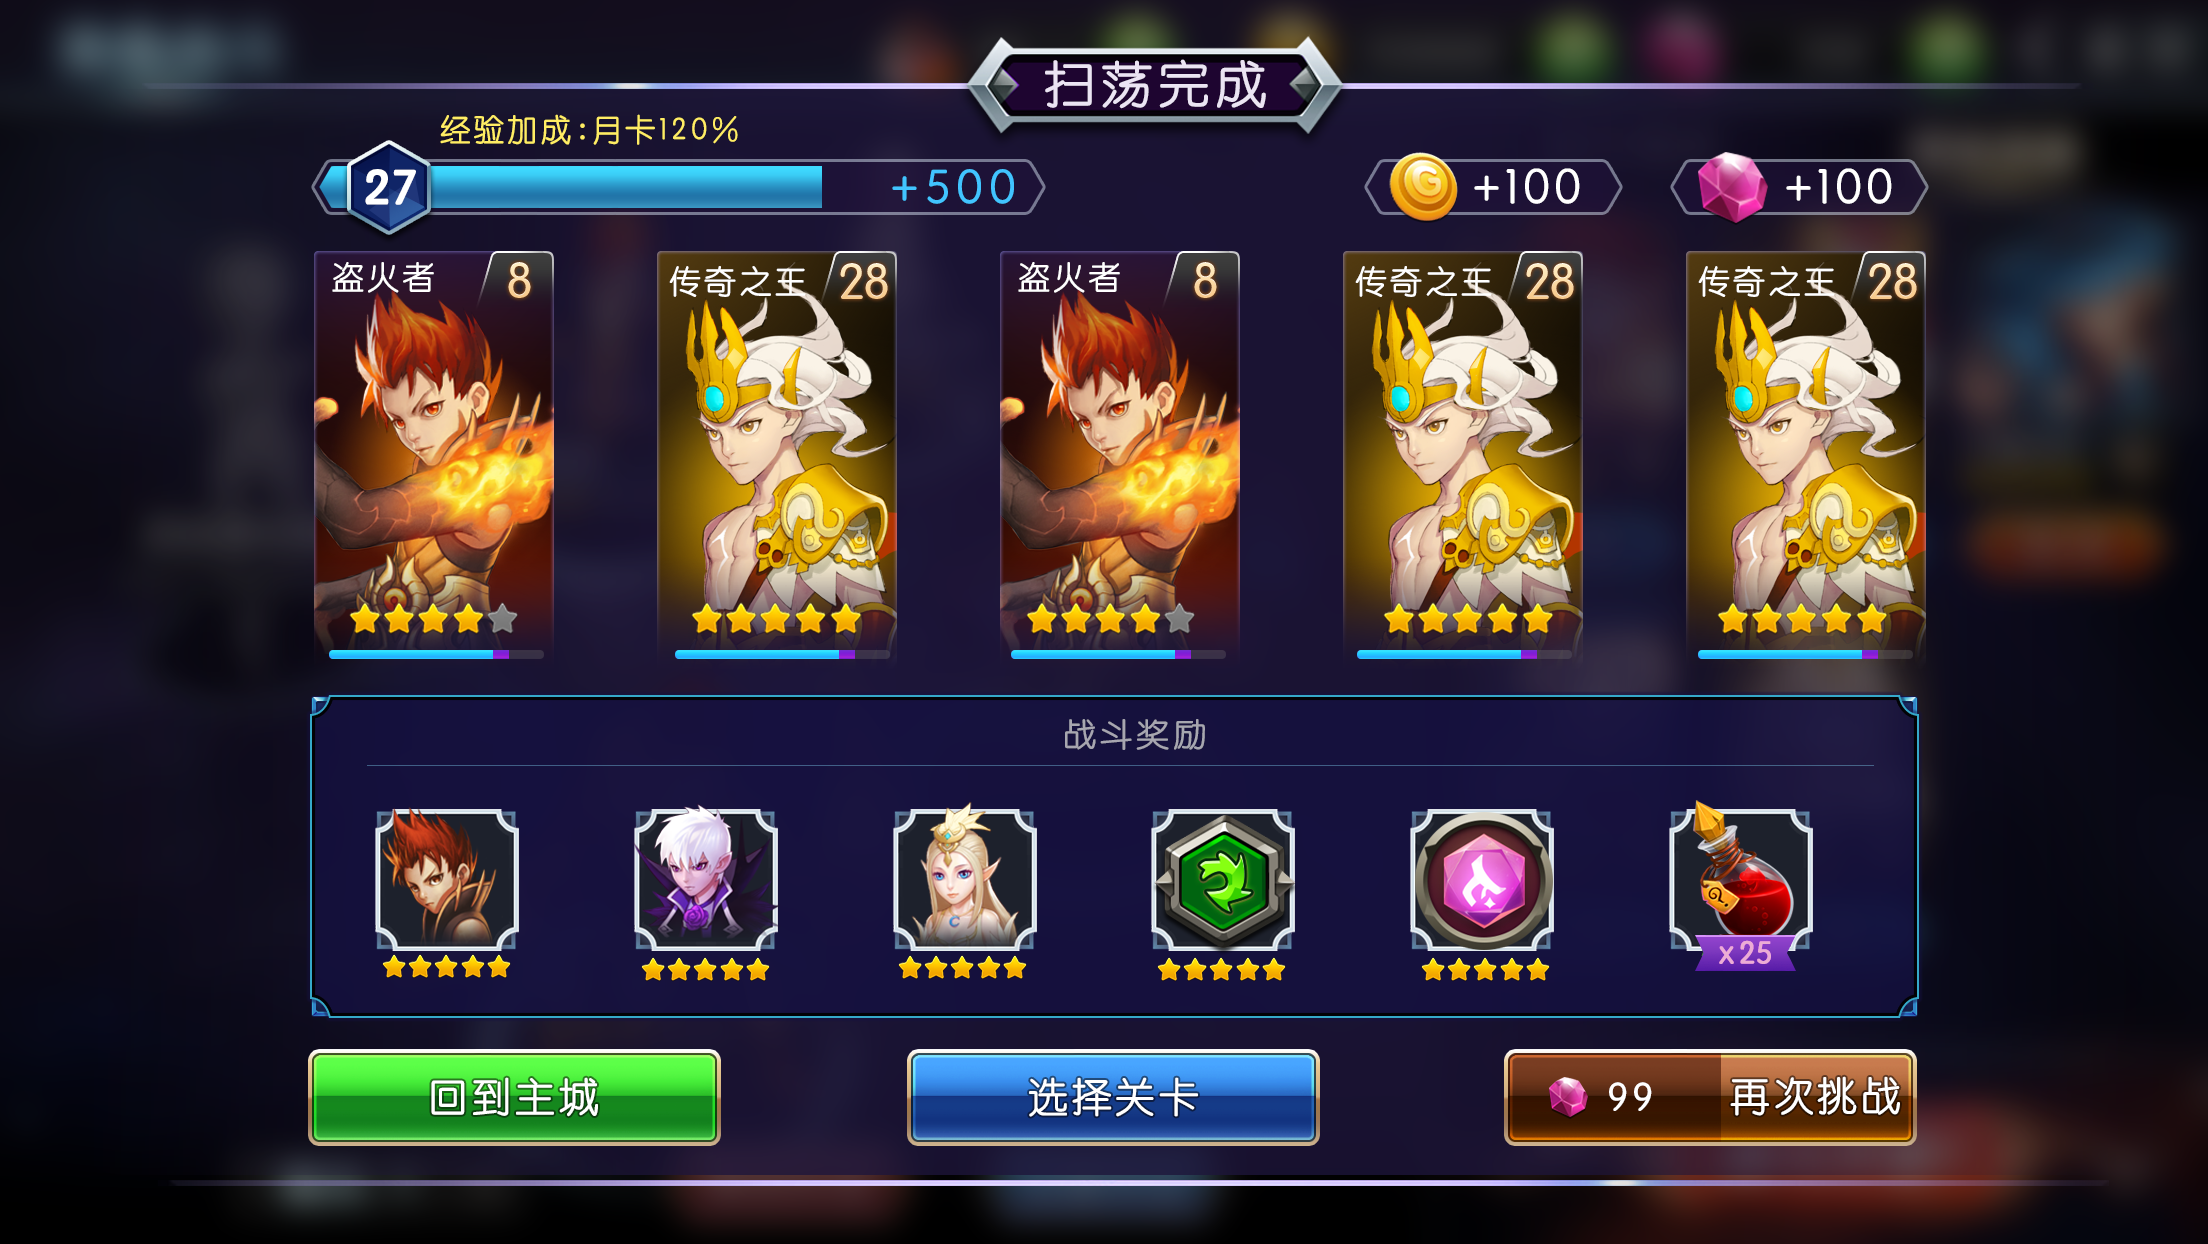 扫荡完成
经验加成:月卡120%
27
+500
G
+100
+100
盗火者 8
传奇之王 28
盗火者 8
传奇之王 28
传奇之王 28
战斗奖励
x25
回到主城
选择关卡
99 再次挑战